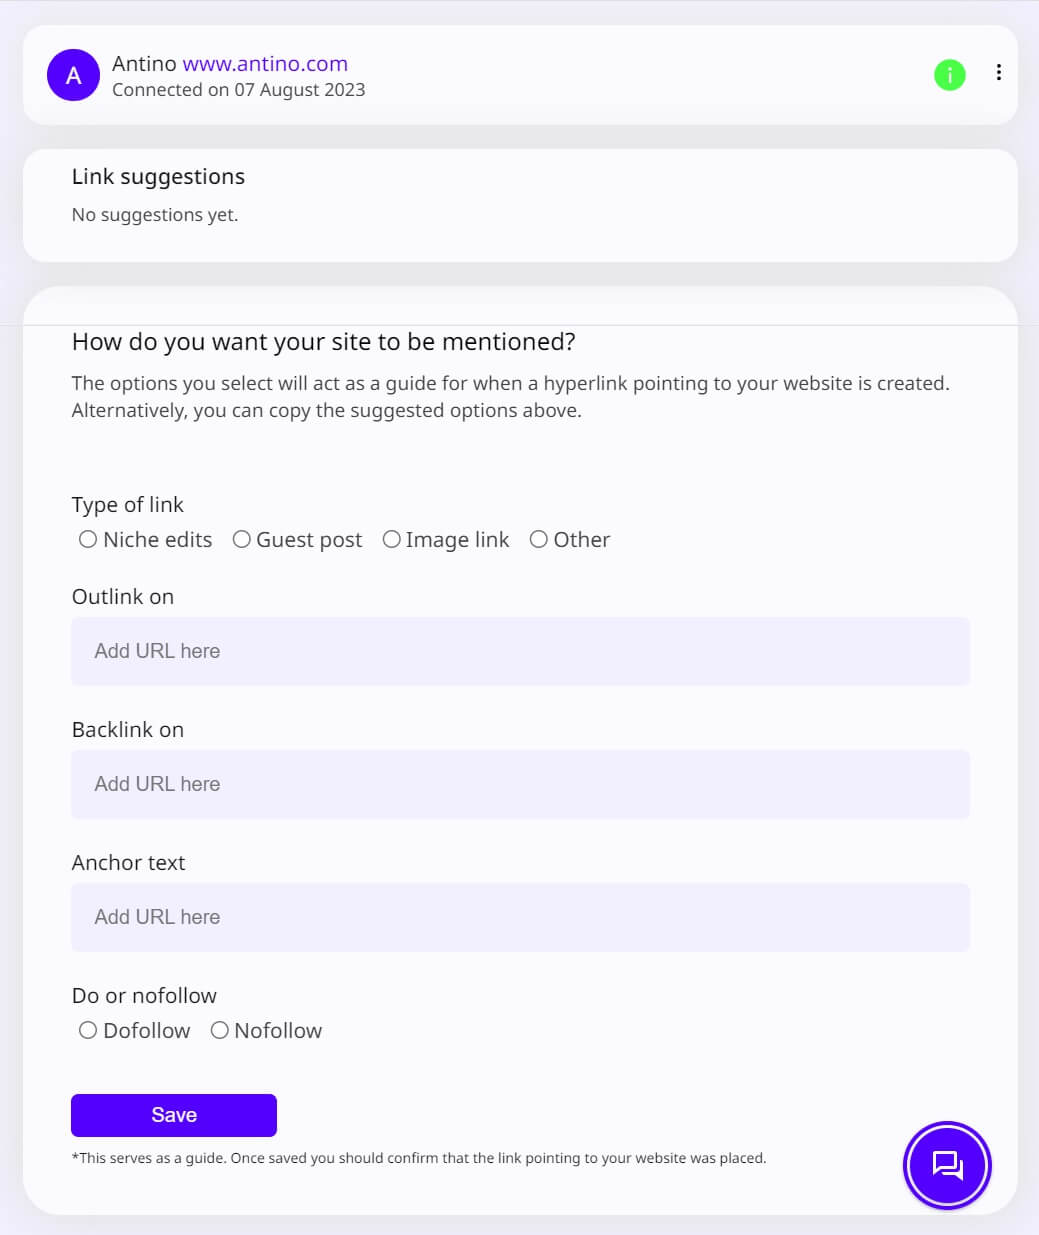 A
Antino www.antino.com
Connected on 07 August 2023
i
Link suggestions
No suggestions yet.
How do you want your site to be mentioned?
The options you select will act as a guide for when a hyperlink pointing to your website is created.
Alternatively, you can copy the suggested options above.
Type of link
Niche edits Guest post Image link Other
Outlink on
Add URL here
Backlink on
Add URL here
Anchor text
Add URL here
Do or nofollow
Dofollow Nofollow
Save
*This serves as a guide. Once saved you should confirm that the link pointing to your website was placed.